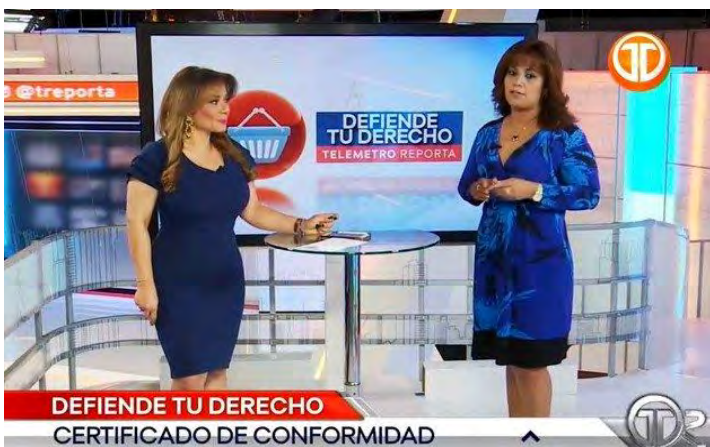 @treporta
DEFIENDE
TU DERECHO
TELEMETRO REPORTA
DEFIENDE TU DERECHO
CERTIFICADO DE CONFORMIDAD